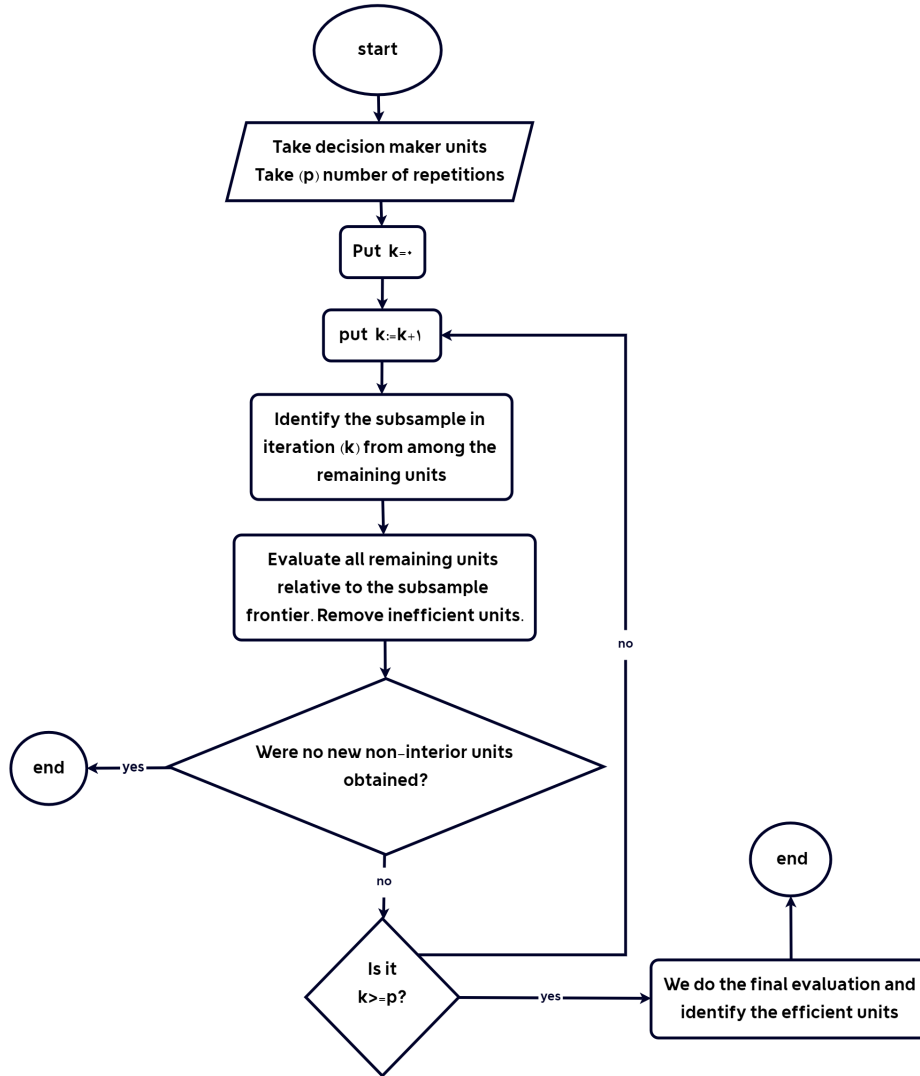 start
Take decision maker units
Take (p) number of repetitions
Put k=۰
put k:=k+۱
Identify the subsample in
iteration (k) from among the
remaining units
Evaluate all remaining units
relative to the subsample
frontier. Remove inefficient units.
no
Were no new non-interior units
obtained?
yes
end
no
Is it
k>=p?
yes
We do the final evaluation and
identify the efficient units
end